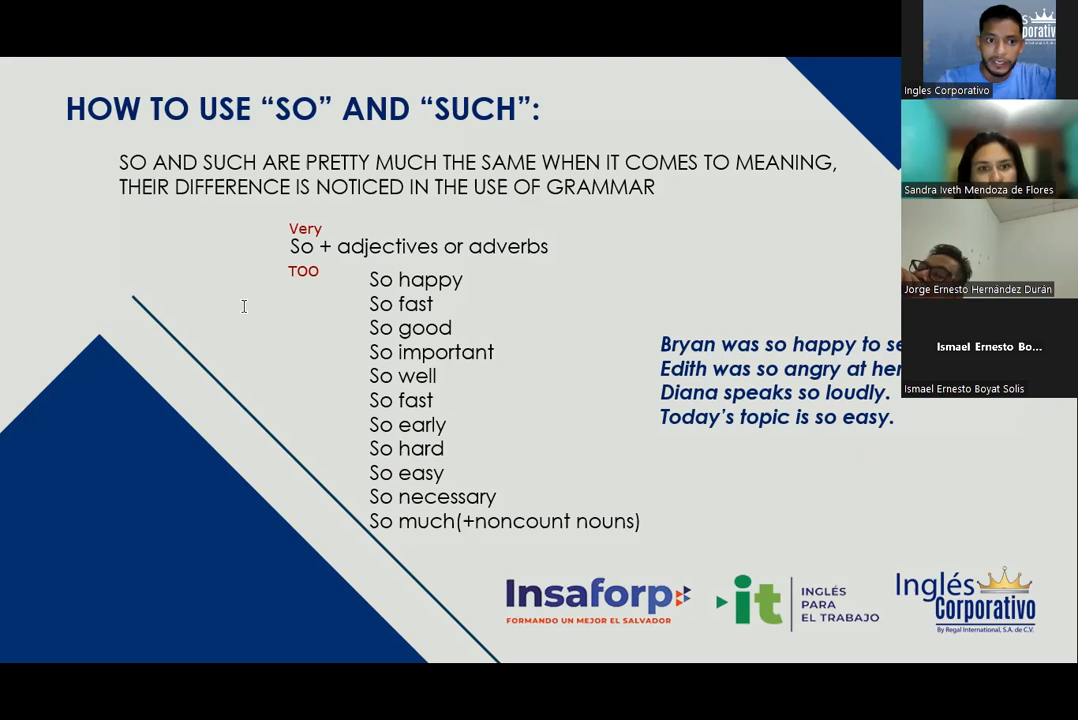 HOW TO USE “SO” AND “SUCH”:
SO AND SUCH ARE PRETTY MUCH THE SAME WHEN IT COMES TO MEANING,
THEIR DIFFERENCE IS NOTICED IN THE USE OF GRAMMAR
Very
So + adjectives or adverbs
TOO
So happy
So fast
So good
So important
So well
So fast
So early
So hard
So easy
So necessary
So much(+noncount nouns)
Bryan was so happy to
Edith was so angry at
Diana speaks so loudly.
Today’s topic is so easy.
Insaforp
FORMANDO UN MEJOR EL SALVADOR
it
INGLÉS
PARA
EL TRABAJO
Inglés
Corporativo
By Regal International, S.A. de C.V.
Ingles Corporativo
Sandra Iveth Mendoza de Flores
Jorge Ernesto Hernández Durán
Ismael Ernesto Bo...
Ismael Ernesto Boyat Solis